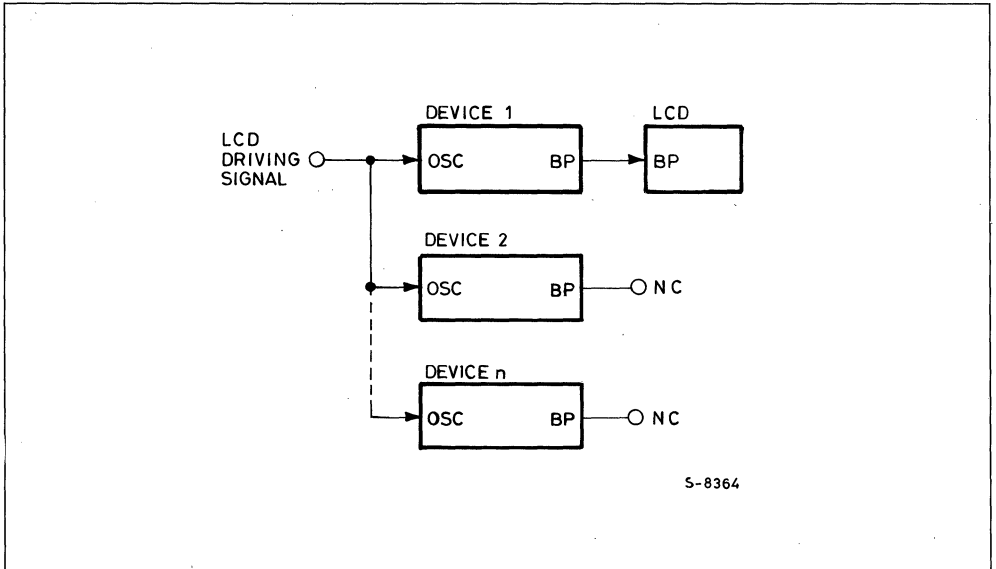 DEVICE 1
LCD
LCD
DRIVING
SIGNAL
OSC
BP
BP
DEVICE 2
OSC
BP
NC
DEVICE n
OSC
BP
NC
S-8364